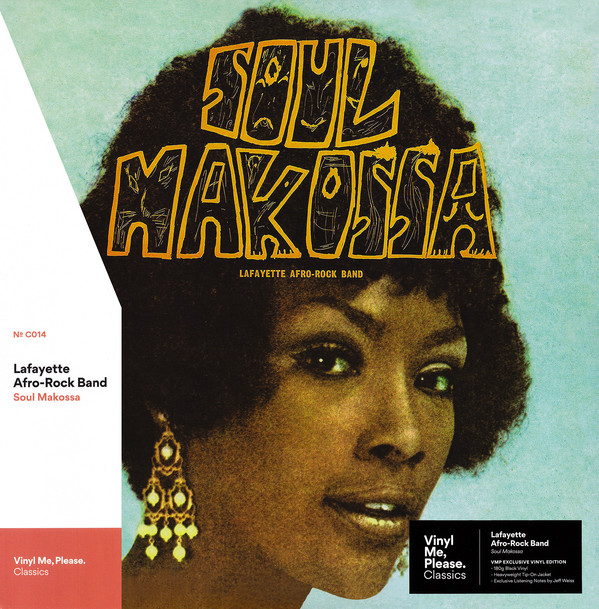 SOUL
MAKOSSA
LAFAYETTE AFRO-ROCK BAND
№ C014
Lafayette
Afro-Rock Band
Soul Makossa
Vinyl Me, Please.
Classics
Vinyl
Me,
Please.
Classics
Lafayette
Afro-Rock Band
Soul Makossa
VMP EXCLUSIVE VINYL EDITION
• 180g Black Vinyl
• Heavyweight Tip-On Jacket
• Exclusive Listening Notes by Jeff Weiss